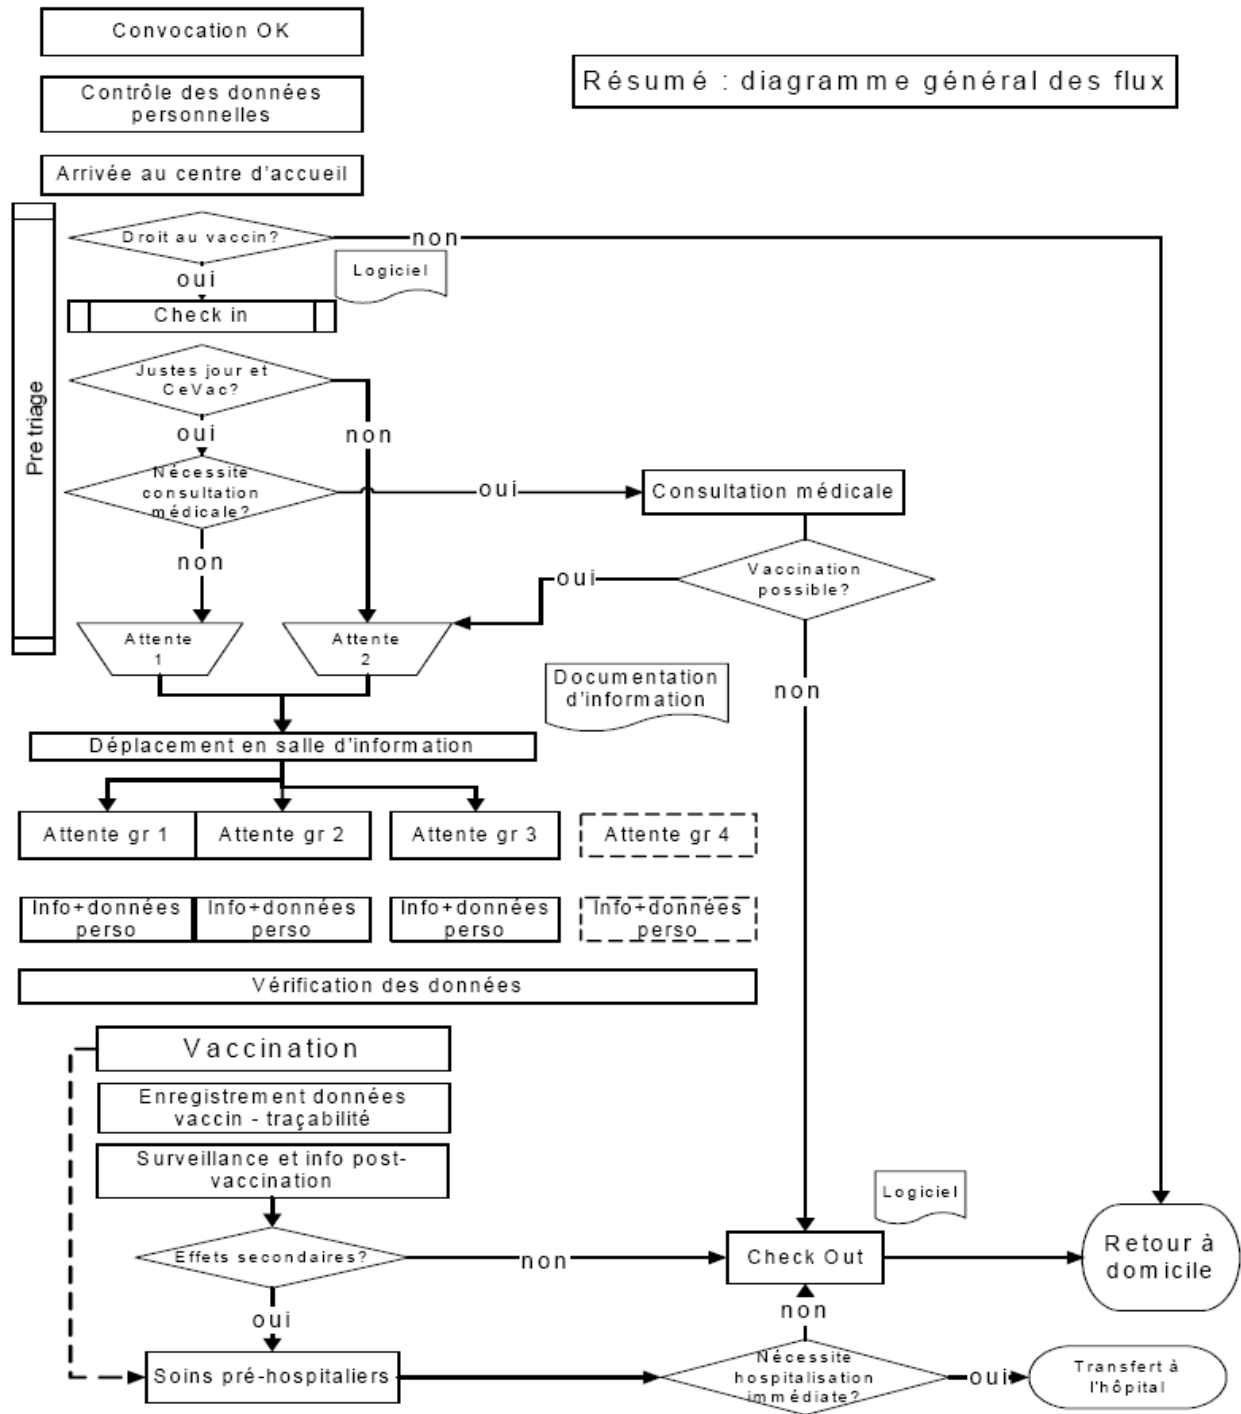 Convocation OK
Résumé : diagramme général des flux
Contrôle des données
personnelles
Arrivée au centre d'accueil
Pre triage
Droit au vaccin?
non
oui
Logiciel
Check in
Justes jour et
CeVac?
oui
non
Nécessite
consultation
médicale?
oui
Consultation médicale
non
Vaccination
possible?
oui
Attente
1
Attente
2
Documentation
d'information
non
Déplacement en salle d'information
Attente gr 1
Attente gr 2
Attente gr 3
Attente gr 4
Info+données
perso
Info+données
perso
Info+données
perso
Info+données
perso
Vérification des données
Vaccination
Enregistrement données
vaccin - traçabilité
Surveillance et info post-
vaccination
Logiciel
Effets secondaires?
non
Check Out
Retour à
domicile
oui
non
Soins pré-hospitaliers
Nécessite
hospitalisation
immédiate?
oui
Transfert à
l'hôpital